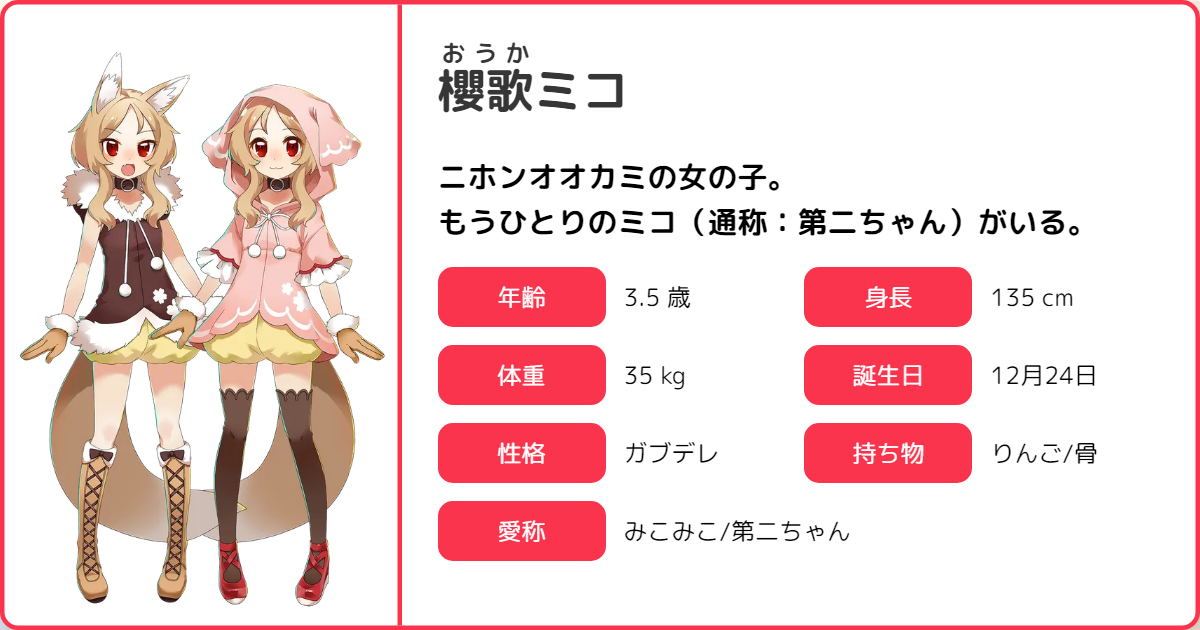 おうか
櫻歌ミコ
ニホンオオカミの女の子。
もうひとりのミコ（通称：第二ちゃん）がいる。
年齢 3.5 歳 身長 135 cm
体重 35 kg 誕生日 12月24日
性格 ガブデレ 持ち物 りんご/骨
愛称 みこみこ/第二ちゃん